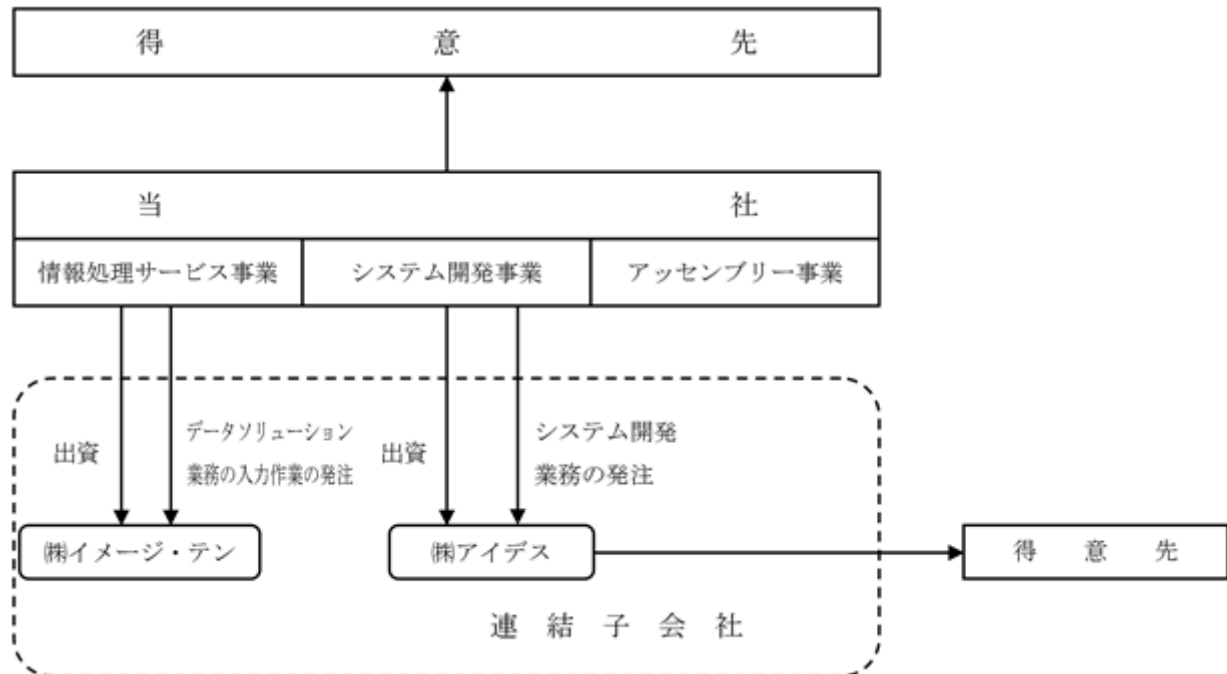 得意先
当社
情報処理サービス事業
システム開発事業
アッセンブリー事業
出資
データソリューション
業務の入力作業の発注
出資
システム開発
業務の発注
㈱イメージ・テン
㈱アイデス
得意先
連結子会社